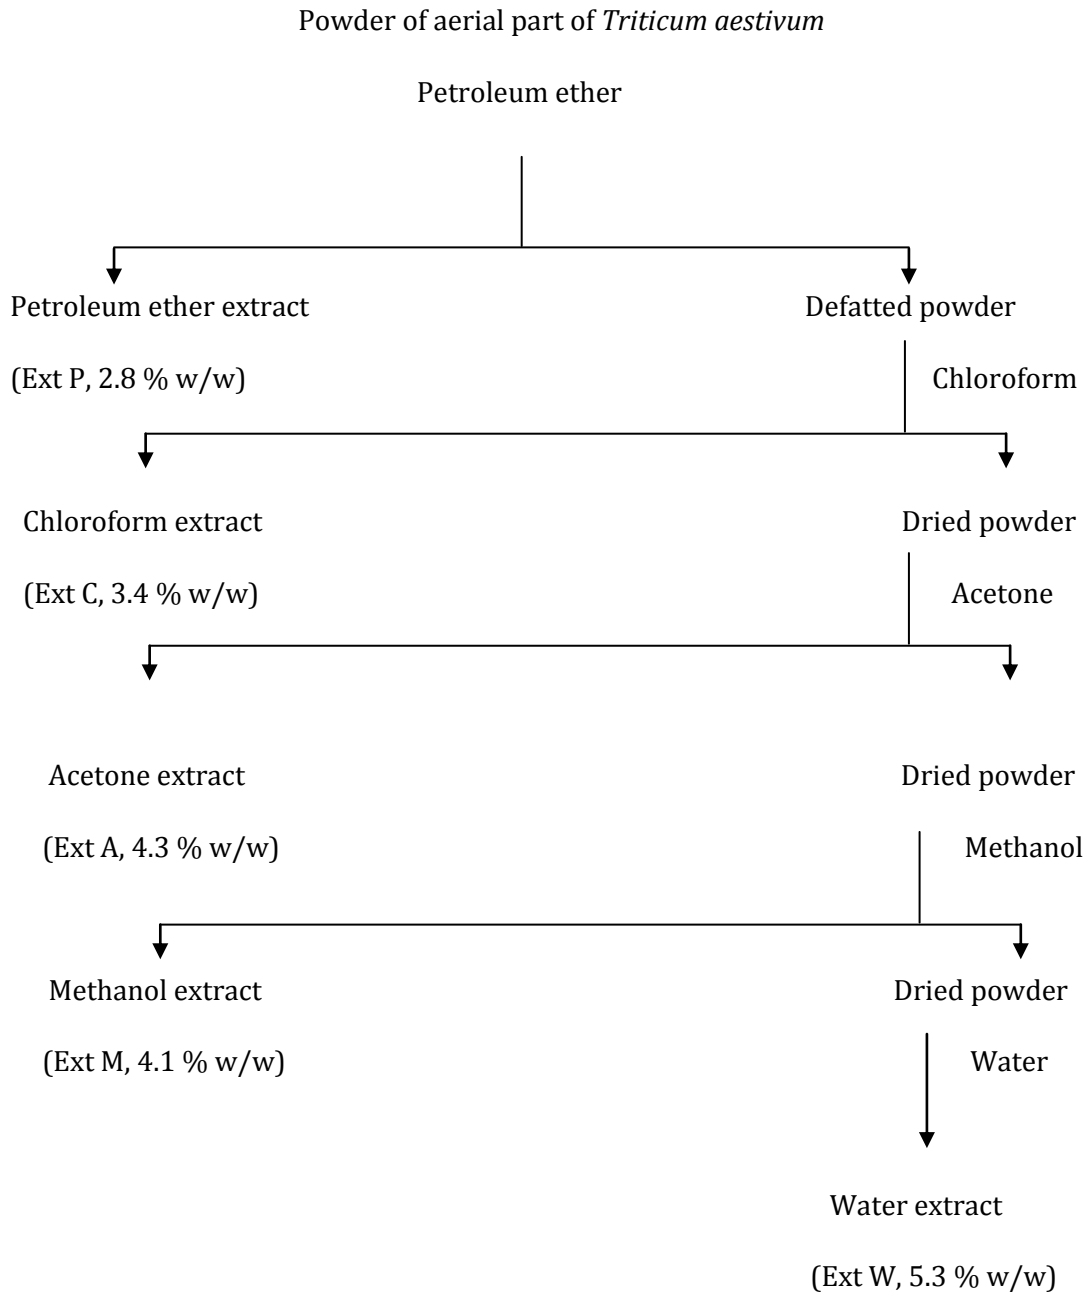 Powder of aerial part of Triticum aestivum
Petroleum ether
Petroleum ether extract
Defatted powder
(Ext P, 2.8 % w/w)
Chloroform
Chloroform extract
Dried powder
(Ext C, 3.4 % w/w)
Acetone
Acetone extract
Dried powder
(Ext A, 4.3 % w/w)
Methanol
Methanol extract
Dried powder
(Ext M, 4.1 % w/w)
Water
Water extract
(Ext W, 5.3 % w/w)